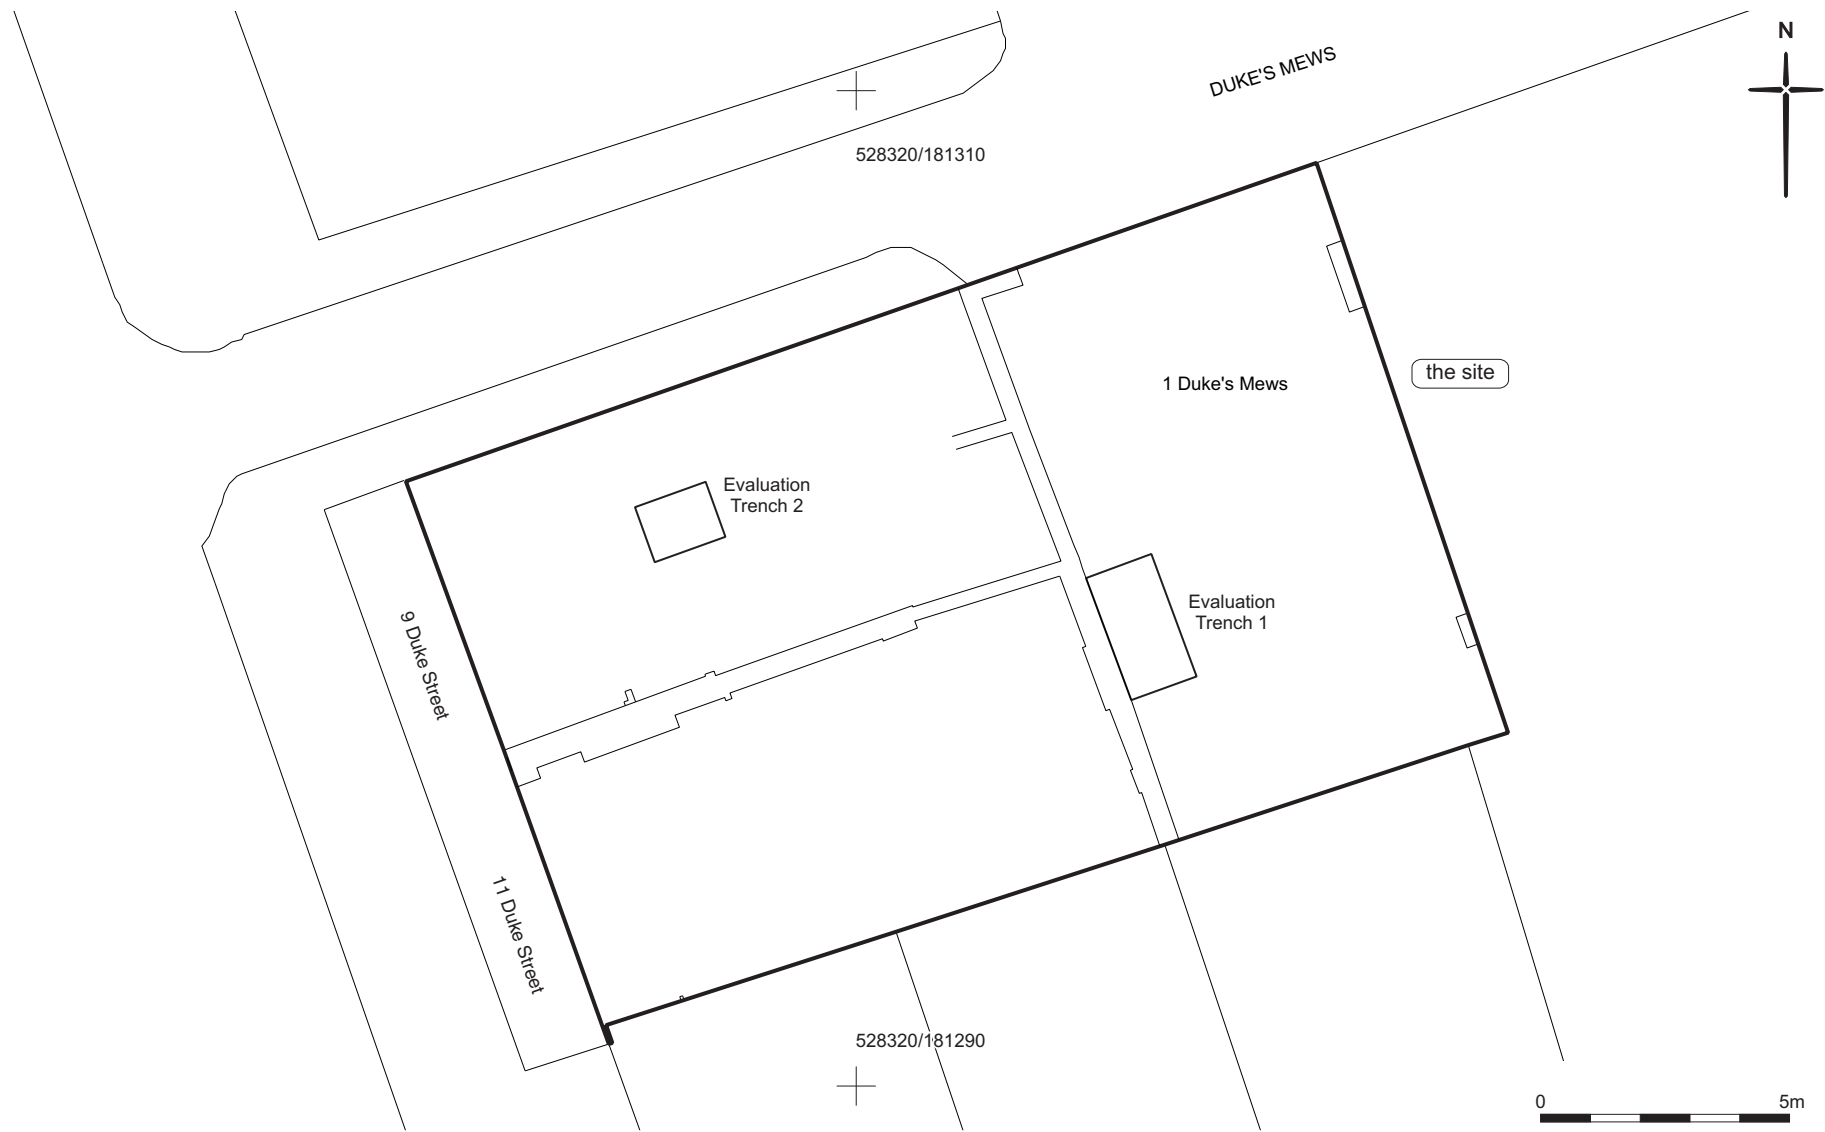 N
DUKE'S MEWS
528320/181310
the site
1 Duke's Mews
Evaluation
Trench 2
Evaluation
Trench 1
9 Duke Street
11 Duke Street
528320/181290
0 5m